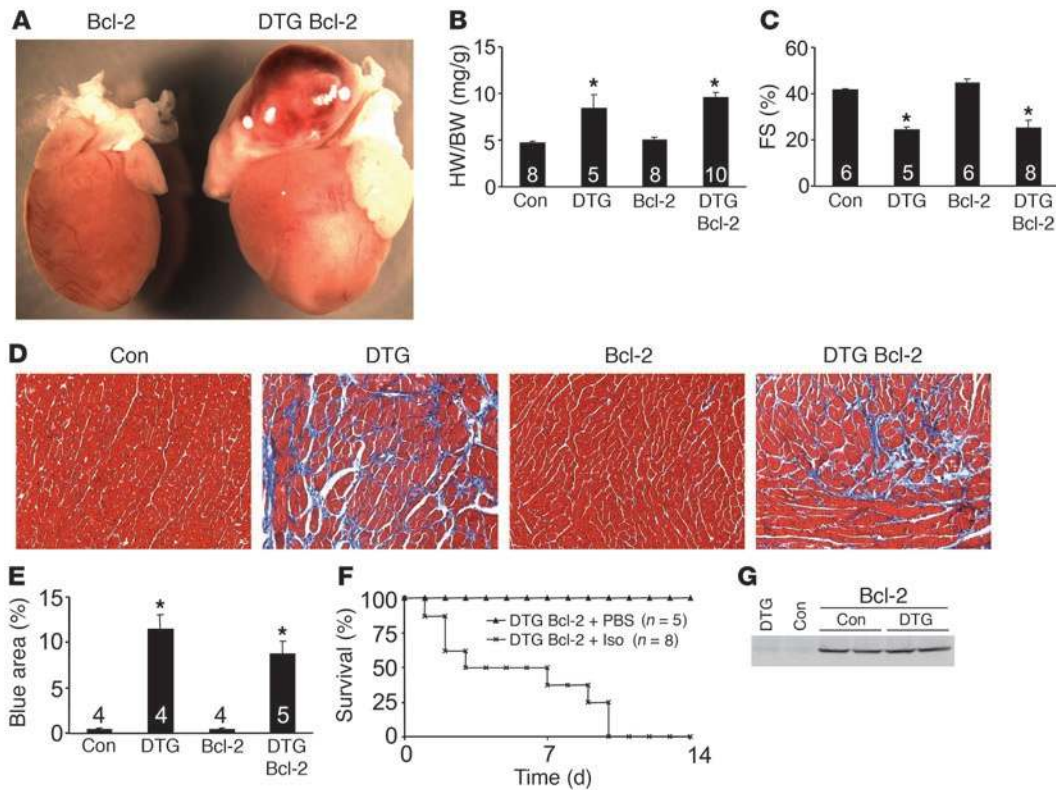 A
Bcl-2
DTG Bcl-2
B
HW/BW (mg/g)
15
10
5
0
*
*
8
5
8
10
Con
DTG
Bcl-2
DTG
Bcl-2
C
FS (%)
60
40
20
0
*
*
6
5
6
8
Con
DTG
Bcl-2
DTG
Bcl-2
D
Con
DTG
Bcl-2
DTG Bcl-2
E
Blue area (%)
15
10
5
0
*
*
4
4
4
5
Con
DTG
Bcl-2
DTG
Bcl-2
F
Survival (%)
100
75
50
25
0
DTG Bcl-2 + PBS (n = 5)
DTG Bcl-2 + Iso (n = 8)
0
7
14
Time (d)
G
DTG
Con
Bcl-2
Con
DTG